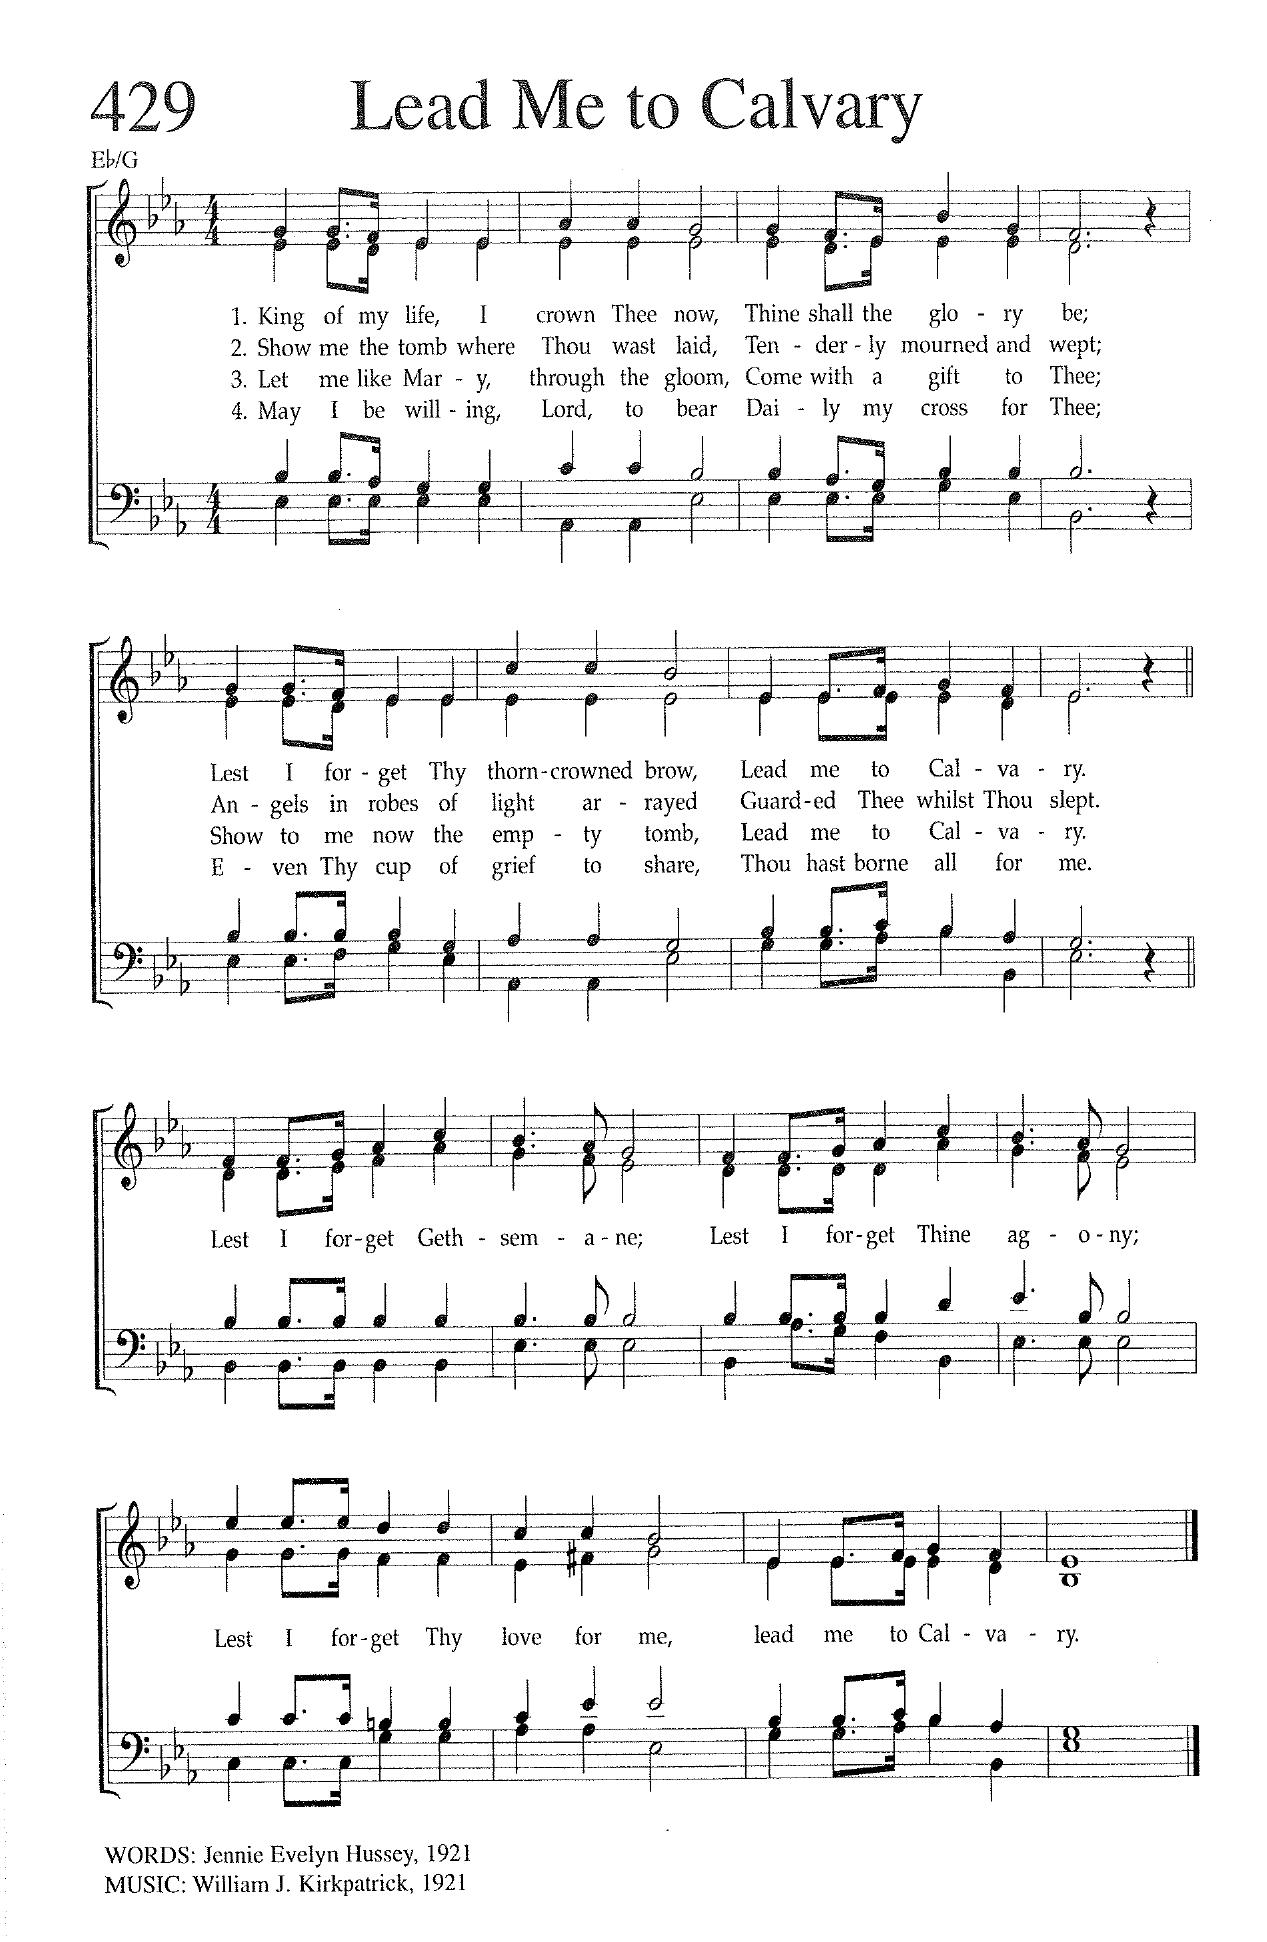 429 Lead Me to Calvary
E♭/G
1. King of my life, I crown Thee now, Thine shall the glo - ry be;
2. Show me the tomb where Thou wast laid, Ten - der - ly mourned and wept;
3. Let me like Mar - y, through the gloom, Come with a gift to Thee;
4. May I be will - ing, Lord, to bear Dai - ly my cross for Thee;
Lest I for - get Thy thorn-crowned brow, Lead me to Cal - va - ry.
An - gels in robes of light ar - rayed Guard-ed Thee whilst Thou slept.
Show to me now the emp - ty tomb, Lead me to Cal - va - ry.
E - ven Thy cup of grief to share, Thou hast borne all for me.
Lest I for-get Geth - sem - a - ne; Lest I for-get Thine ag - o - ny;
Lest I for-get Thy love for me, lead me to Cal - va - ry.
WORDS: Jennie Evelyn Hussey, 1921
MUSIC: William J. Kirkpatrick, 1921